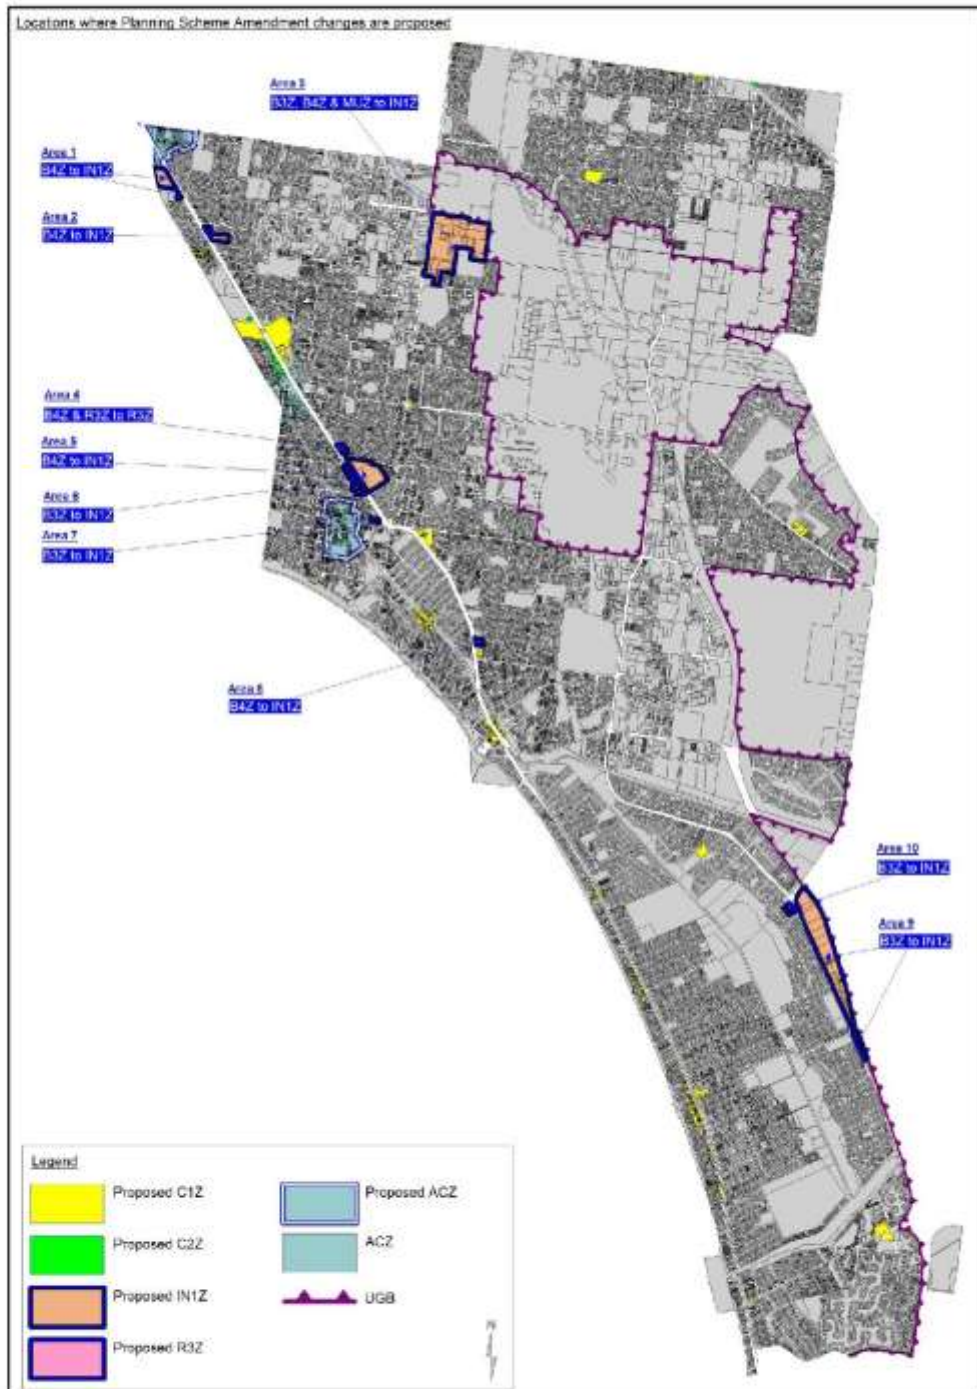 Locations where Planning Scheme Amendment changes are proposed
Area 3
B3Z, B4Z & MUZ to IN1Z
Area 1
B4Z to IN1Z
Area 2
B4Z to IN1Z
Area 4
B4Z & R3Z to R3Z
Area 5
B4Z to IN1Z
Area 6
B3Z to IN1Z
Area 7
B3Z to IN1Z
Area 8
B4Z to IN1Z
Area 10
B3Z to IN1Z
Area 9
B3Z to IN1Z
Legend
Proposed C1Z
Proposed ACZ
Proposed C2Z
ACZ
Proposed IN1Z
UGB
Proposed R3Z
N